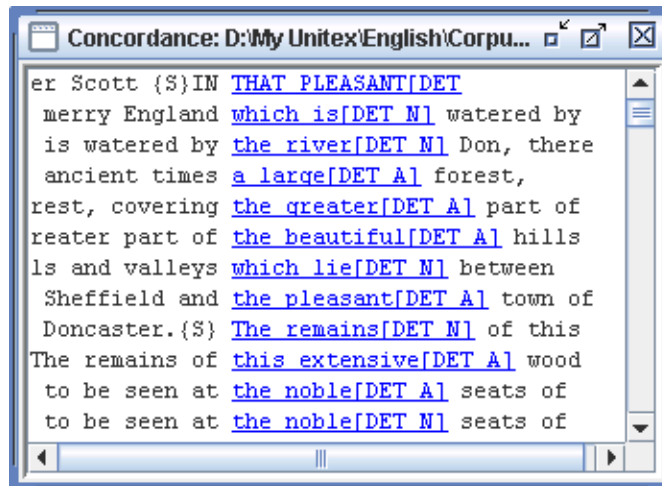 Concordance: D:\My Unitex\English\Corpu...
er Scott {S}IN THAT PLEASANT[DET
merry England which is[DET N] watered by
is watered by the river[DET N] Don, there
ancient times a large[DET A] forest,
rest, covering the greater[DET A] part of
reater part of the beautiful[DET A] hills
ls and valleys which lie[DET N] between
Sheffield and the pleasant[DET A] town of
Doncaster.{S} The remains[DET N] of this
The remains of this extensive[DET A] wood
to be seen at the noble[DET A] seats of
to be seen at the noble[DET N] seats of